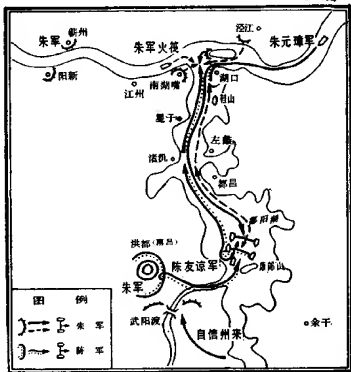 泾江
朱军
蕲州
朱军火筏
朱元璋军
阳新
南湖嘴
湖口
江州
星子
左蠡
渚矶
都昌
鄱阳湖
洪都(南昌)
陈友谅军
康郎山
朱军
武阳渡
自信州来
余干
图 例
朱 军
陈 军